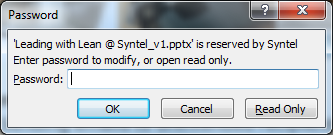 Password
'Leading with Lean @ Syntel_v1.pptx' is reserved by Syntel
Enter password to modify, or open read only.
Password:
OK Cancel Read Only